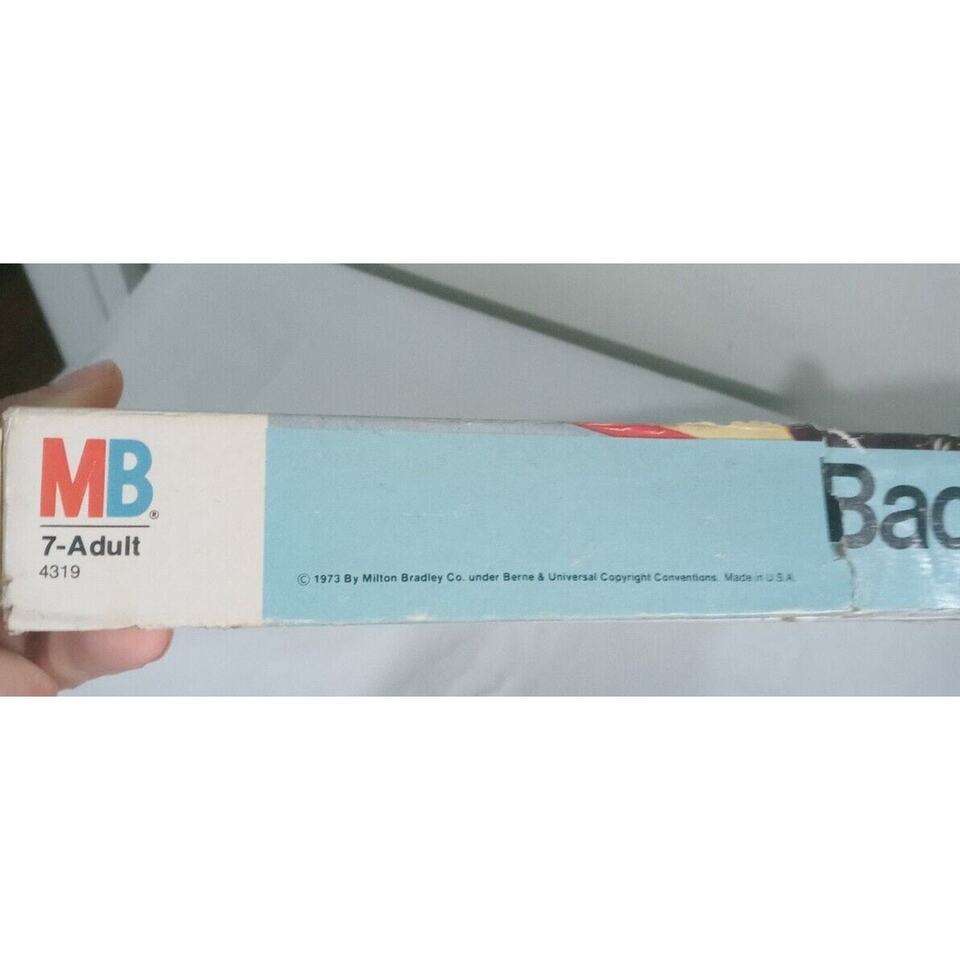 MB®
7-Adult
4319
© 1973 By Milton Bradley Co. under Berne & Universal Copyright Conventions. Made in U.S.A.
Bac